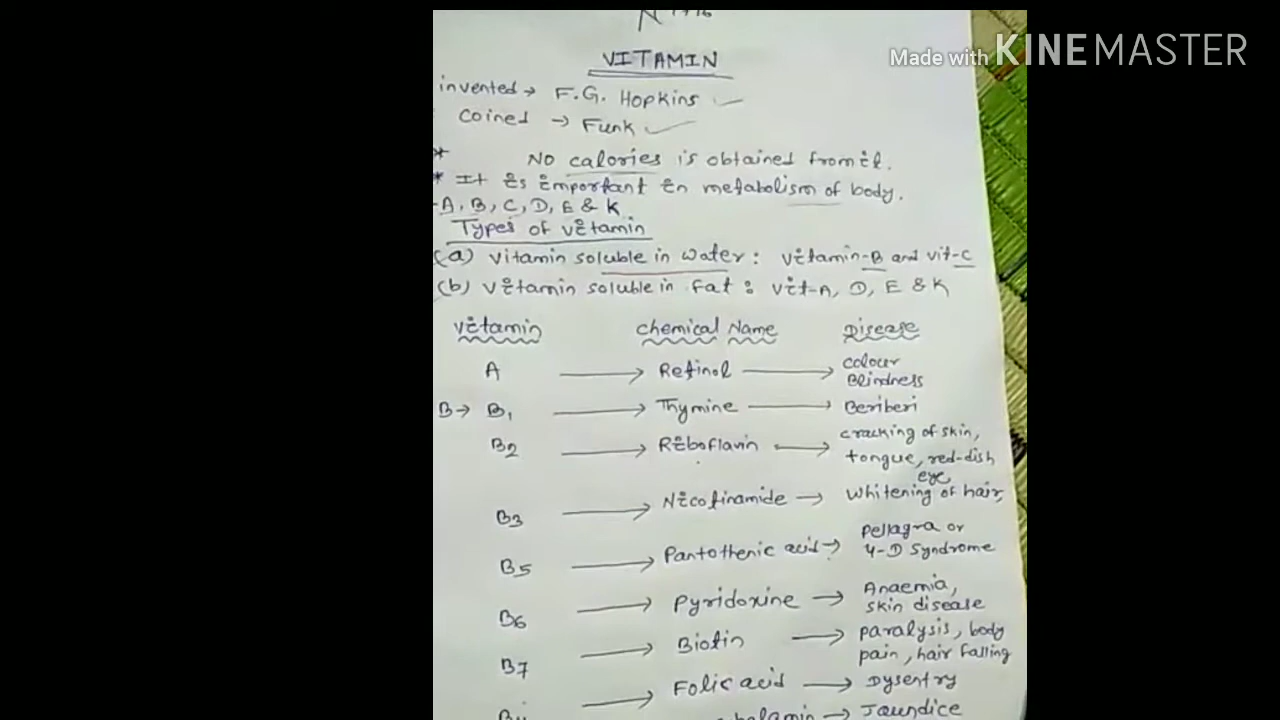 Made with KINEMASTER
VITAMIN
invented → F.G. Hopkins
Coined → Funk
* No calories is obtained from it.
* It is important in metabolism of body.
A, B, C, D, E & K
Types of vitamin
(a) Vitamin soluble in water : vitamin-B and vit-C
(b) Vitamin soluble in fat : vit-A, D, E & K
Vitamin Chemical Name Disease
A → Retinol → Colour Blindness
B → B1 → Thymine → Beriberi
B2 → Riboflavin → cracking of skin, tongue, red-dish eye
B3 → Nicotinamide → Whitening of hair,
B5 → Pantothenic acid → Pellagra or 4-D Syndrome
B6 → Pyridoxine → Anaemia, skin disease
B7 → Biotin → paralysis, body pain, hair falling
Folic acid → Dysentry
→ Jaundice